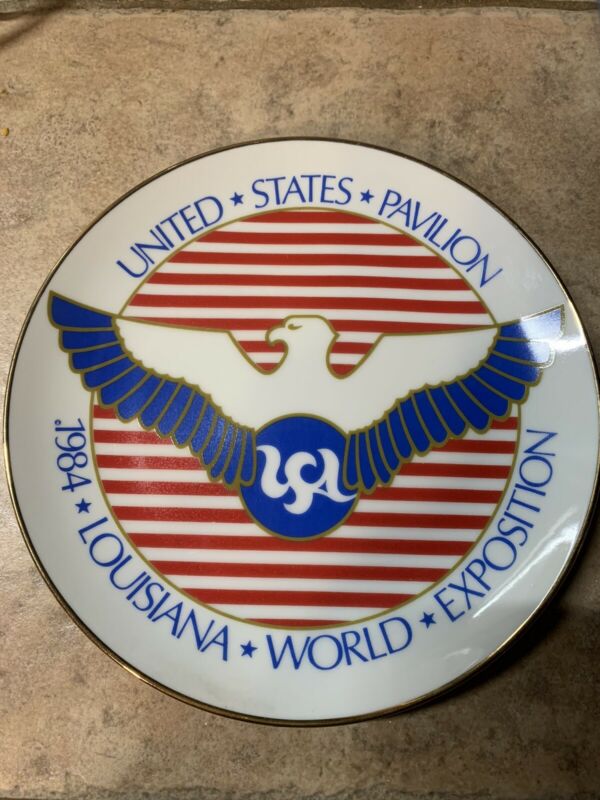 UNITED ★ STATES ★ PAVILION
.1984 ★ LOUISIANA ★ WORLD ★ EXPOSITION
USA